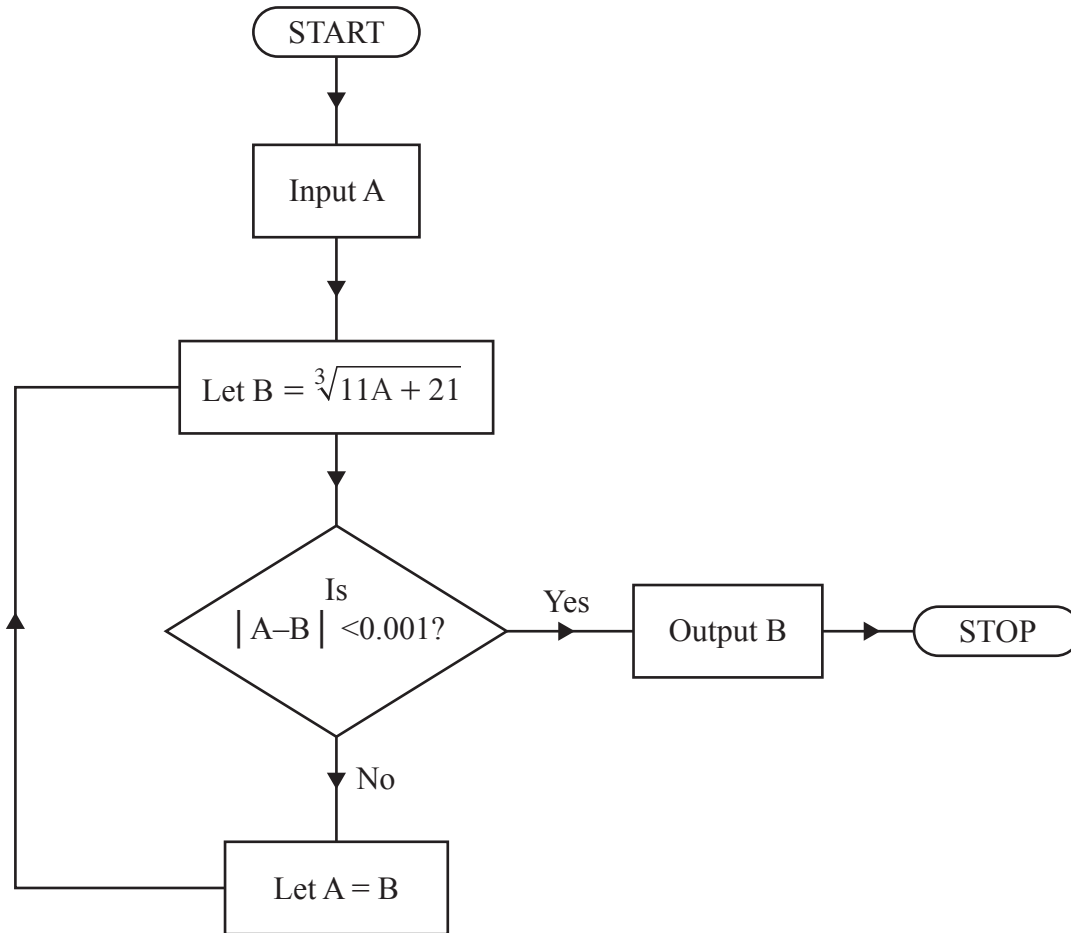 START
Input A
Let B = ∛(11A + 21)
Is
|A–B| <0.001?
Yes
Output B
STOP
No
Let A = B